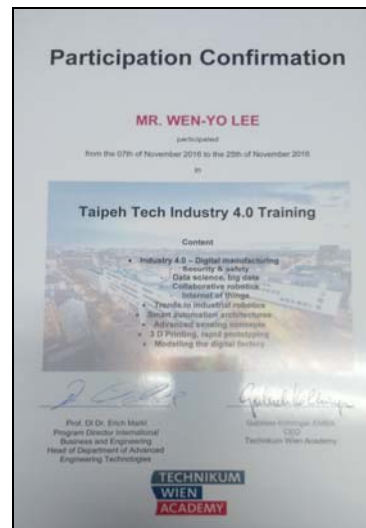 Participation Confirmation
MR. WEN-YO LEE
participated
from the 07th of November 2016 to the 25th of November 2016
in
Taipeh Tech Industry 4.0 Training
Content
• Industry 4.0 – Digital manufacturing
Security & safety
Data science, big data
Collaborative robotics
Internet of things
• Trends in industrial robotics
• Smart automation architectures
• Advanced sensing concepts
• 3 D Printing, rapid prototyping
• Modelling the digital factory
Prof. DI Dr. Erich Markl
Program Director International
Business and Engineering
Head of Department of Advanced
Engineering Technologies
Gabriele EMBA
CEO
Technikum Wien Academy
TECHNIKUM
WIEN
ACADEMY